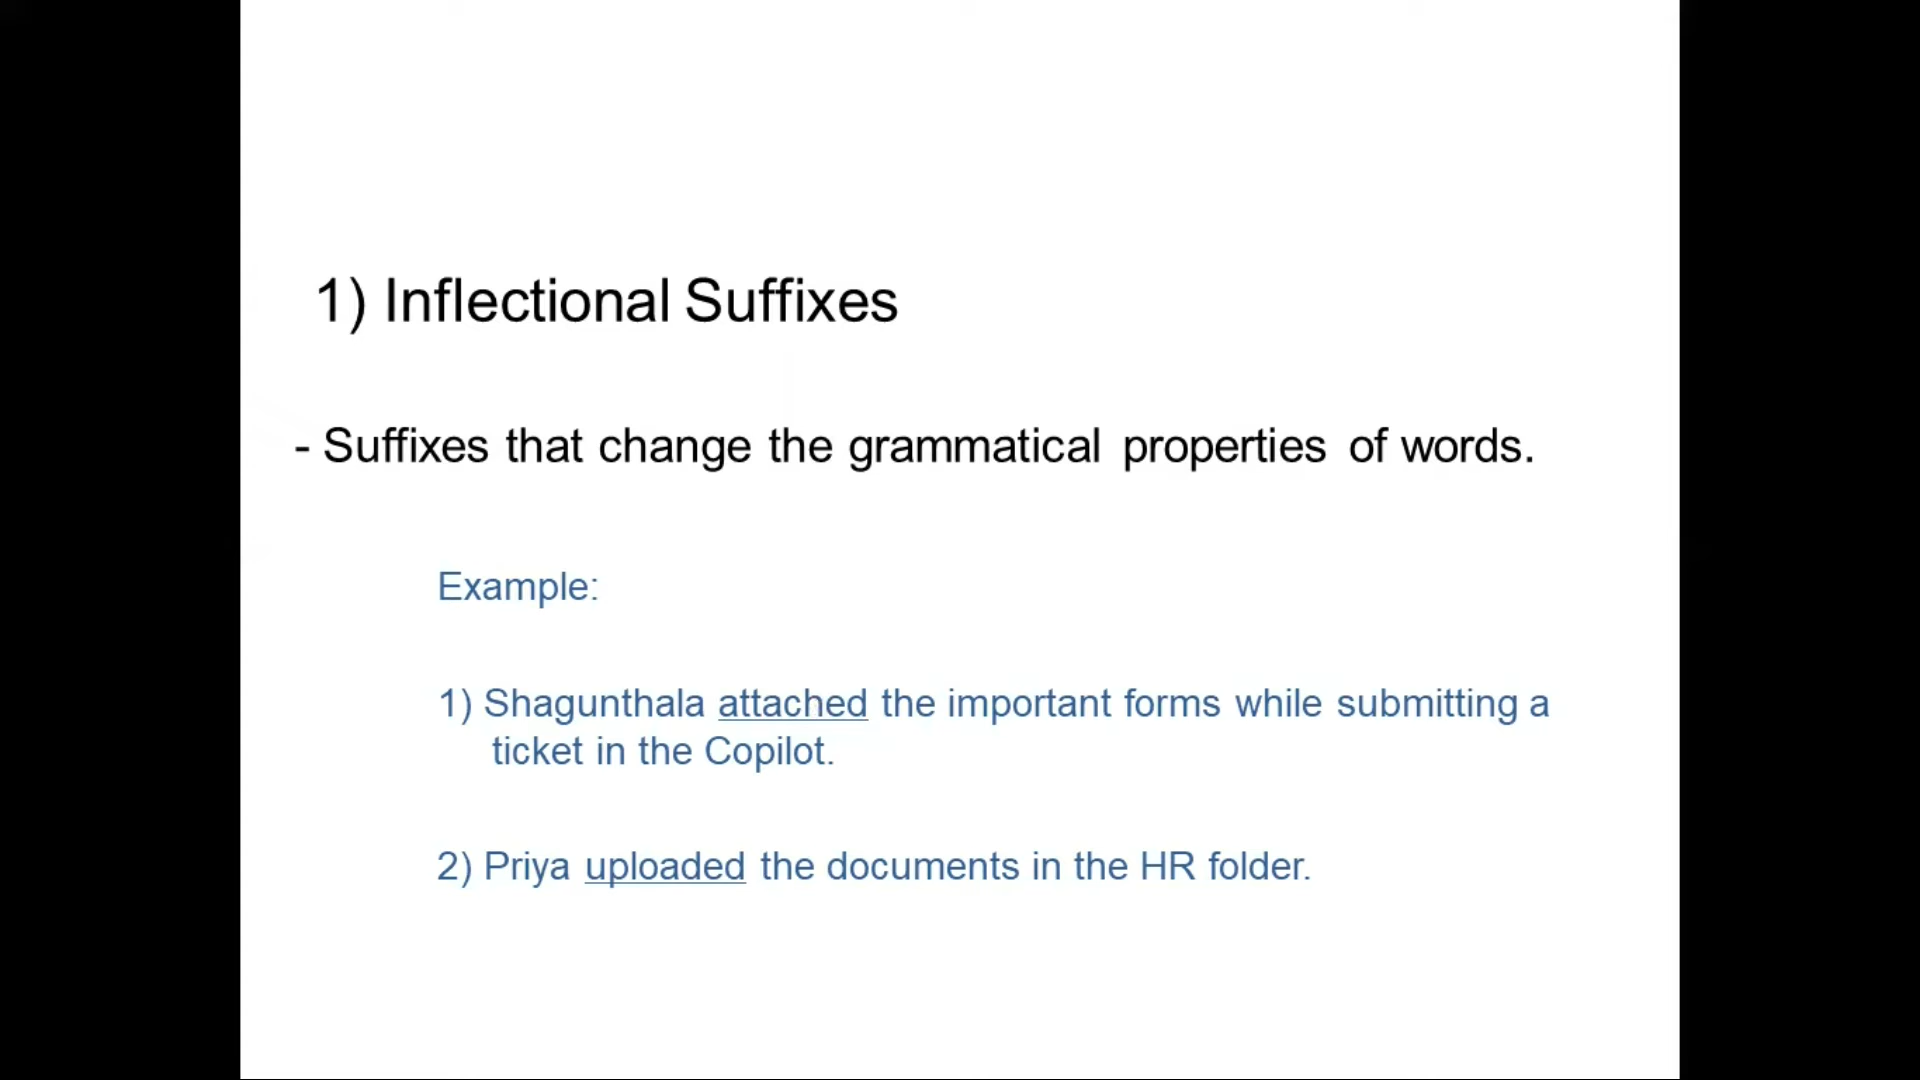 1) Inflectional Suffixes
- Suffixes that change the grammatical properties of words.
Example:
1) Shagunthala attached the important forms while submitting a
ticket in the Copilot.
2) Priya uploaded the documents in the HR folder.